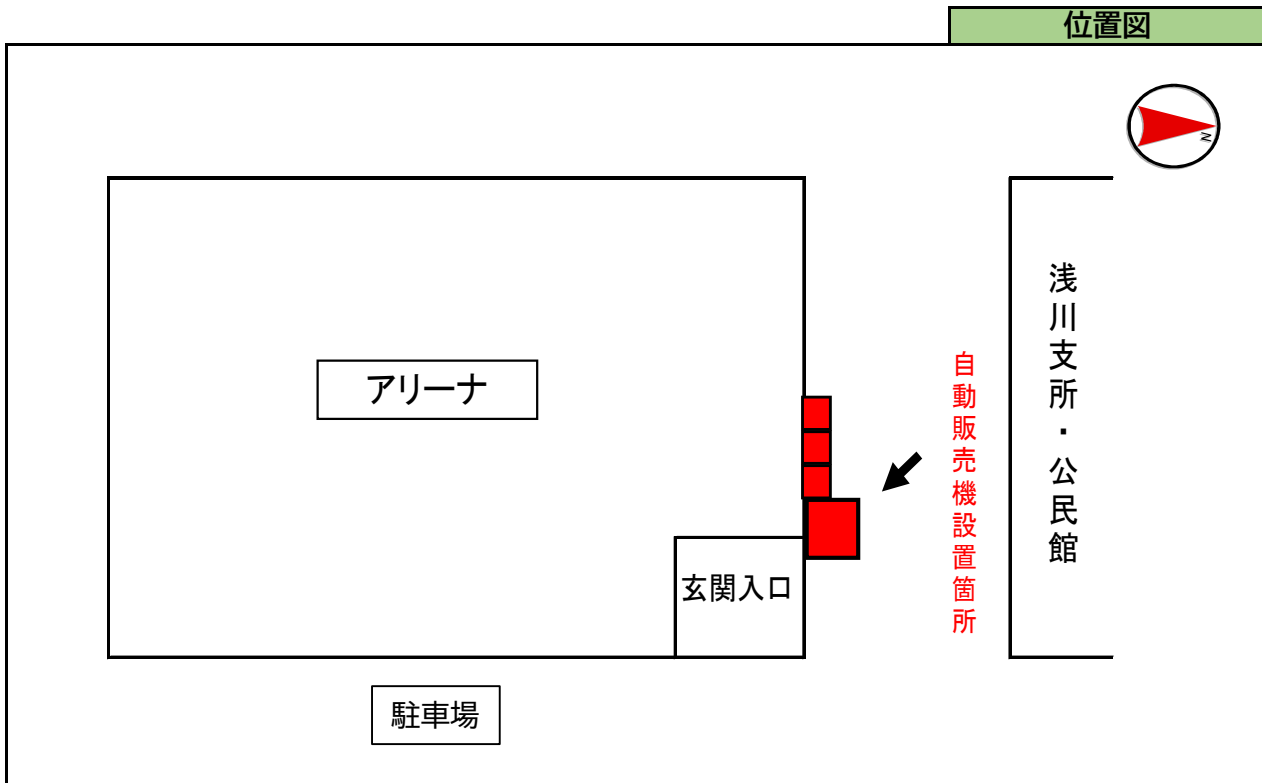 位置図
N
浅川支所・公民館
自動販売機設置箇所
アリーナ
玄関入口
駐車場